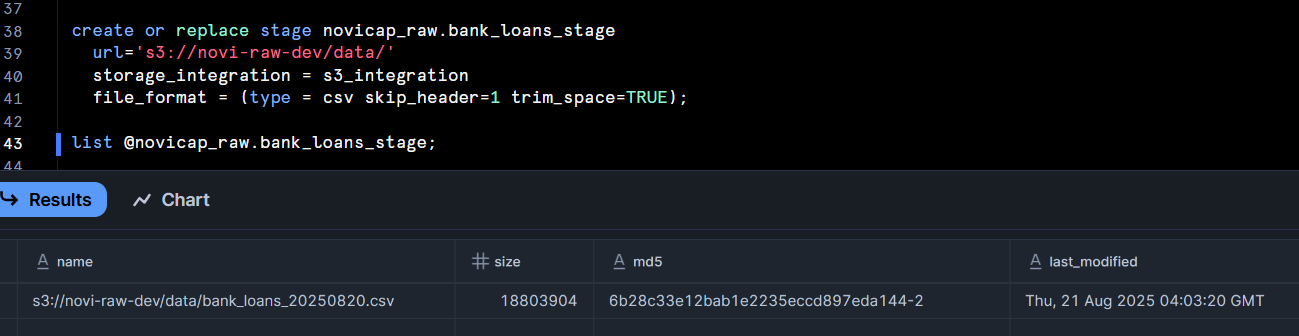 37
38 create or replace stage novicap_raw.bank_loans_stage
39 url='s3://novi-raw-dev/data/'
40 storage_integration = s3_integration
41 file_format = (type = csv skip_header=1 trim_space=TRUE);
42
43 list @novicap_raw.bank_loans_stage;
44
Results Chart
A name # size A md5 A last_modified
s3://novi-raw-dev/data/bank_loans_20250820.csv 18803904 6b28c33e12bab1e2235eccd897eda144-2 Thu, 21 Aug 2025 04:03:20 GMT